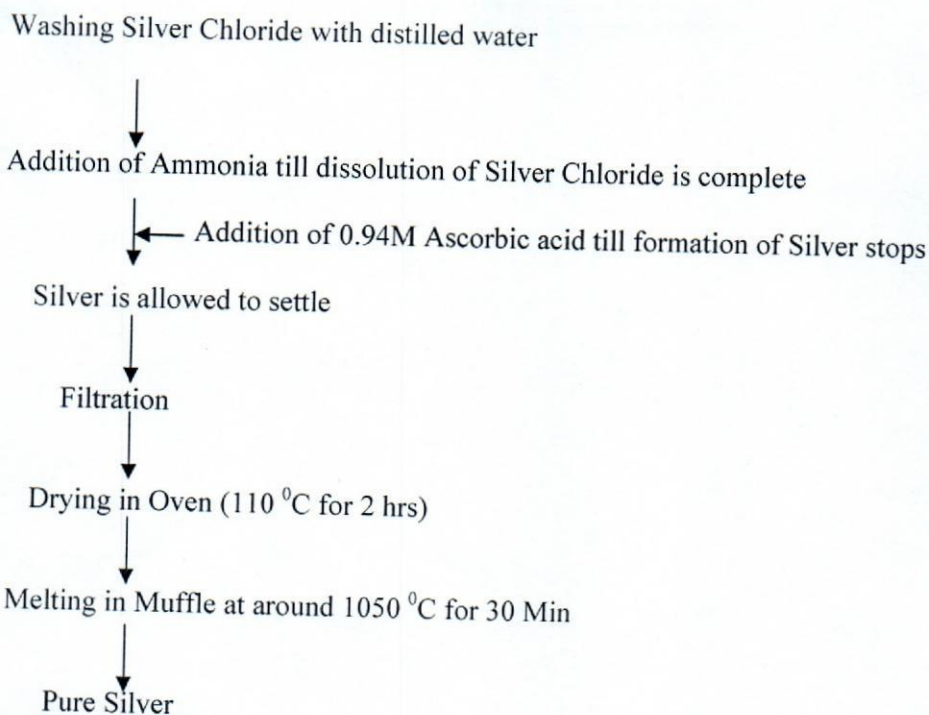 Washing Silver Chloride with distilled water
Addition of Ammonia till dissolution of Silver Chloride is complete
Addition of 0.94M Ascorbic acid till formation of Silver stops
Silver is allowed to settle
Filtration
Drying in Oven (110 ⁰C for 2 hrs)
Melting in Muffle at around 1050 ⁰C for 30 Min
Pure Silver